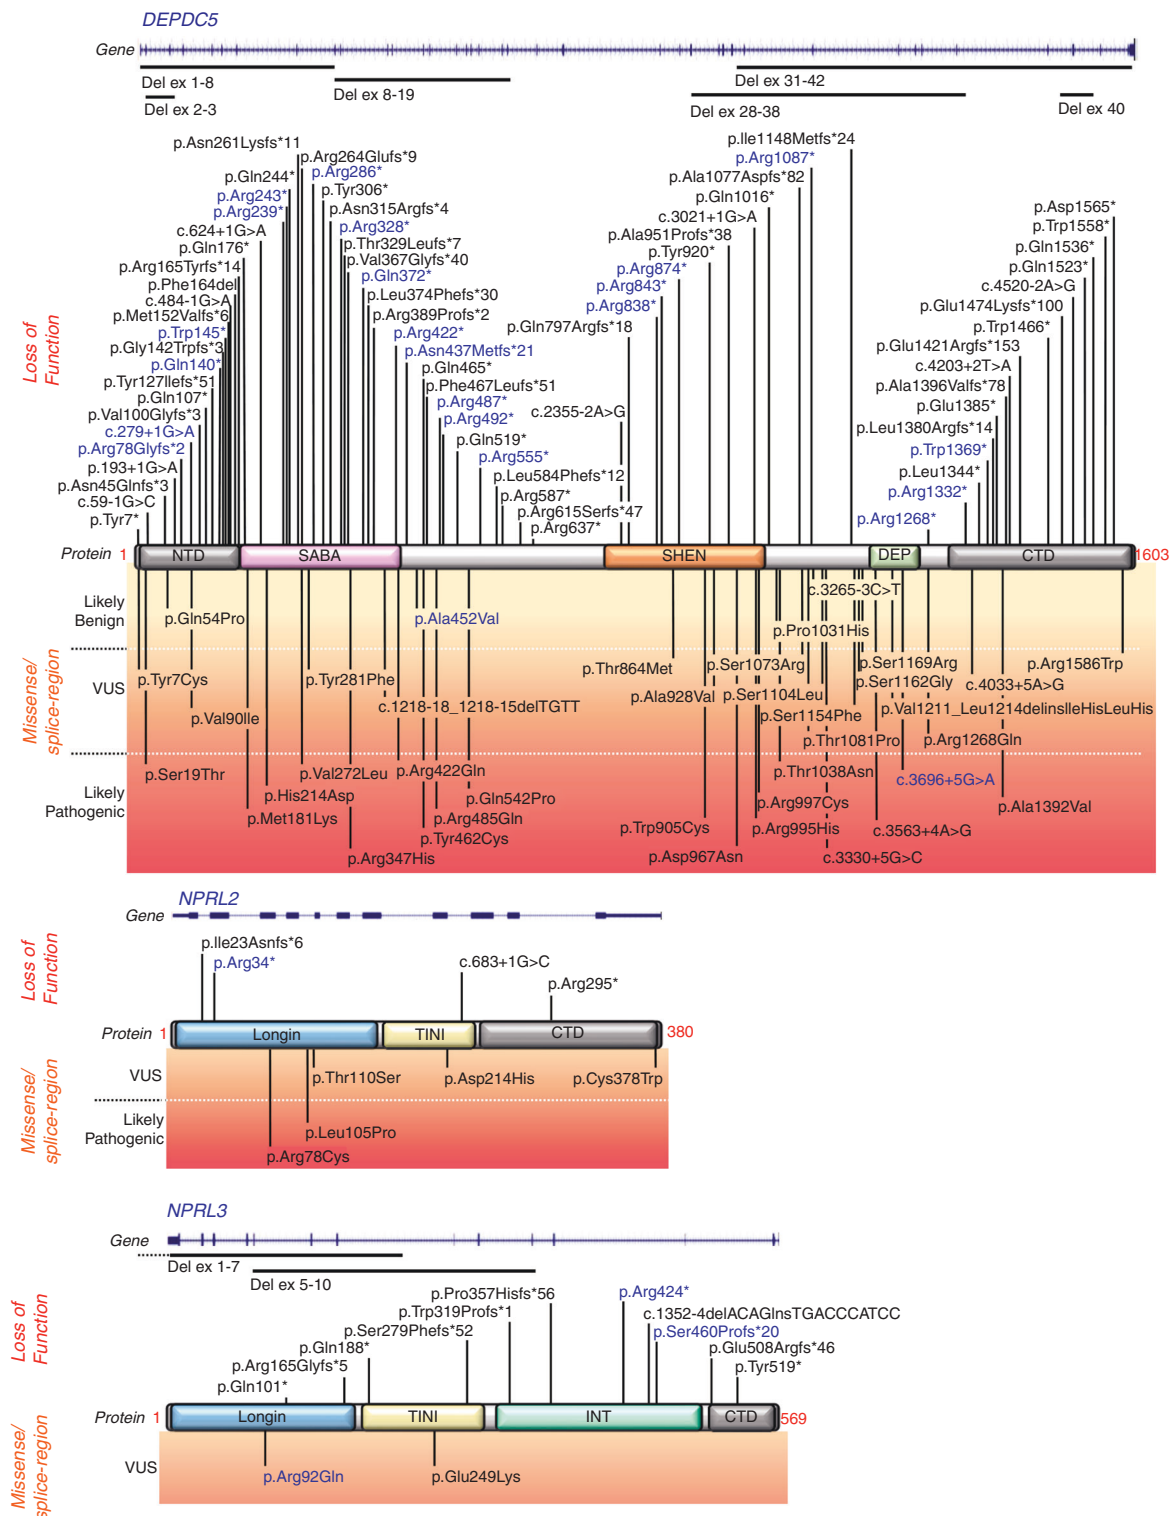 DEPDC5
Gene
Del ex 1-8
Del ex 2-3
Del ex 8-19
Del ex 31-42
Del ex 28-38
Del ex 40
Loss of
Function
p.Asn261Lysfs*11
p.Gln244*
p.Arg243*
p.Arg239*
c.624+1G>A
p.Gln176*
p.Arg165Tyrfs*14
p.Phe164del
c.484-1G>A
p.Met152Valfs*6
p.Trp145*
p.Gly142Trpfs*3
p.Gln140*
p.Tyr127Ilefs*51
p.Gln107*
p.Val100Glyfs*3
c.279+1G>A
p.Arg78Glyfs*2
p.193+1G>A
p.Asn45Glnfs*3
c.59-1G>C
p.Tyr7*
p.Arg264Glufs*9
p.Arg286*
p.Tyr306*
p.Asn315Argfs*4
p.Arg328*
p.Thr329Leufs*7
p.Val367Glyfs*40
p.Gln372*
p.Leu374Phefs*30
p.Arg389Profs*2
p.Arg422*
p.Asn437Metfs*21
p.Gln465*
p.Phe467Leufs*51
p.Arg487*
p.Arg492*
p.Gln519*
p.Arg555*
p.Leu584Phefs*12
p.Arg587*
p.Arg615Serfs*47
p.Arg637*
p.Ile1148Metfs*24
p.Arg1087*
p.Ala1077Aspfs*82
p.Gln1016*
c.3021+1G>A
p.Ala951Profs*38
p.Tyr920*
p.Arg874*
p.Arg843*
p.Arg838*
p.Gln797Argfs*18
c.2355-2A>G
p.Asp1565*
p.Trp1558*
p.Gln1536*
p.Gln1523*
c.4520-2A>G
p.Glu1474Lysfs*100
p.Trp1466*
p.Glu1421Argfs*153
c.4203+2T>A
p.Ala1396Valfs*78
p.Glu1385*
p.Leu1380Argfs*14
p.Trp1369*
p.Leu1344*
p.Arg1332*
p.Arg1268*
Protein 1
NTD
SABA
SHEN
DEP
CTD
1603
Missense/
splice-region
Likely
Benign
VUS
Likely
Pathogenic
p.Gln54Pro
p.Ala452Val
c.3265-3C>T
p.Pro1031His
p.Tyr7Cys
p.Val90Ile
p.Tyr281Phe
c.1218-18_1218-15delTGTT
p.Thr864Met
p.Ala928Val
p.Ser1073Arg
p.Ser1104Leu
p.Ser1154Phe
p.Thr1081Pro
p.Ser1169Arg
p.Ser1162Gly
p.Val1211_Leu1214delinsIleHisLeuHis
p.Arg1268Gln
c.4033+5A>G
p.Arg1586Trp
p.Ser19Thr
p.His214Asp
p.Met181Lys
p.Val272Leu
p.Arg347His
p.Arg422Gln
p.Gln542Pro
p.Arg485Gln
p.Tyr462Cys
p.Trp905Cys
p.Asp967Asn
p.Thr1038Asn
p.Arg997Cys
p.Arg995His
c.3330+5G>C
c.3563+4A>G
c.3696+5G>A
p.Ala1392Val
NPRL2
Gene
Loss of
Function
p.Ile23Asnfs*6
p.Arg34*
c.683+1G>C
p.Arg295*
Protein 1
Longin
TINI
CTD
380
Missense/
splice-region
VUS
Likely
Pathogenic
p.Thr110Ser
p.Asp214His
p.Cys378Trp
p.Leu105Pro
p.Arg78Cys
NPRL3
Gene
Del ex 1-7
Del ex 5-10
Loss of
Function
p.Pro357Hisfs*56
p.Trp319Profs*1
p.Ser279Phefs*52
p.Gln188*
p.Arg165Glyfs*5
p.Gln101*
p.Arg424*
c.1352-4delACAGInsTGACCCATCC
p.Ser460Profs*20
p.Glu508Argfs*46
p.Tyr519*
Protein 1
Longin
TINI
INT
CTD
569
Missense/
splice-region
VUS
p.Arg92Gln
p.Glu249Lys